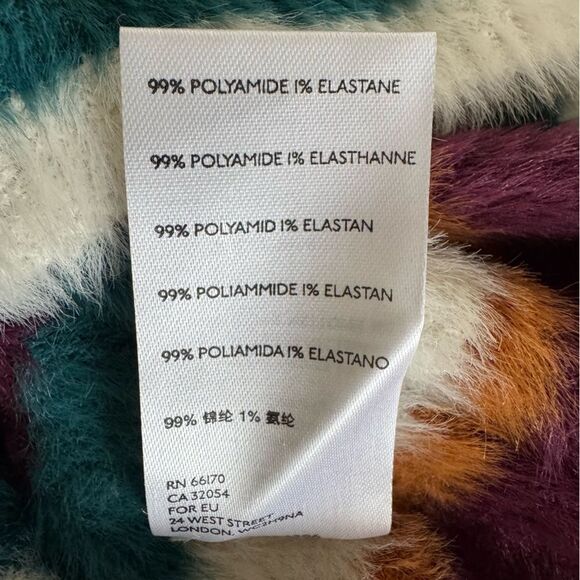 99% POLYAMIDE 1% ELASTANE
99% POLYAMIDE 1% ELASTHANNE
99% POLYAMID 1% ELASTAN
99% POLIAMMIDE 1% ELASTAN
99% POLIAMIDA 1% ELASTANO
99% 锦纶 1% 氨纶
RN 66170
CA 32054
FOR EU
24 WEST STREET
LONDON, WC2H9NA